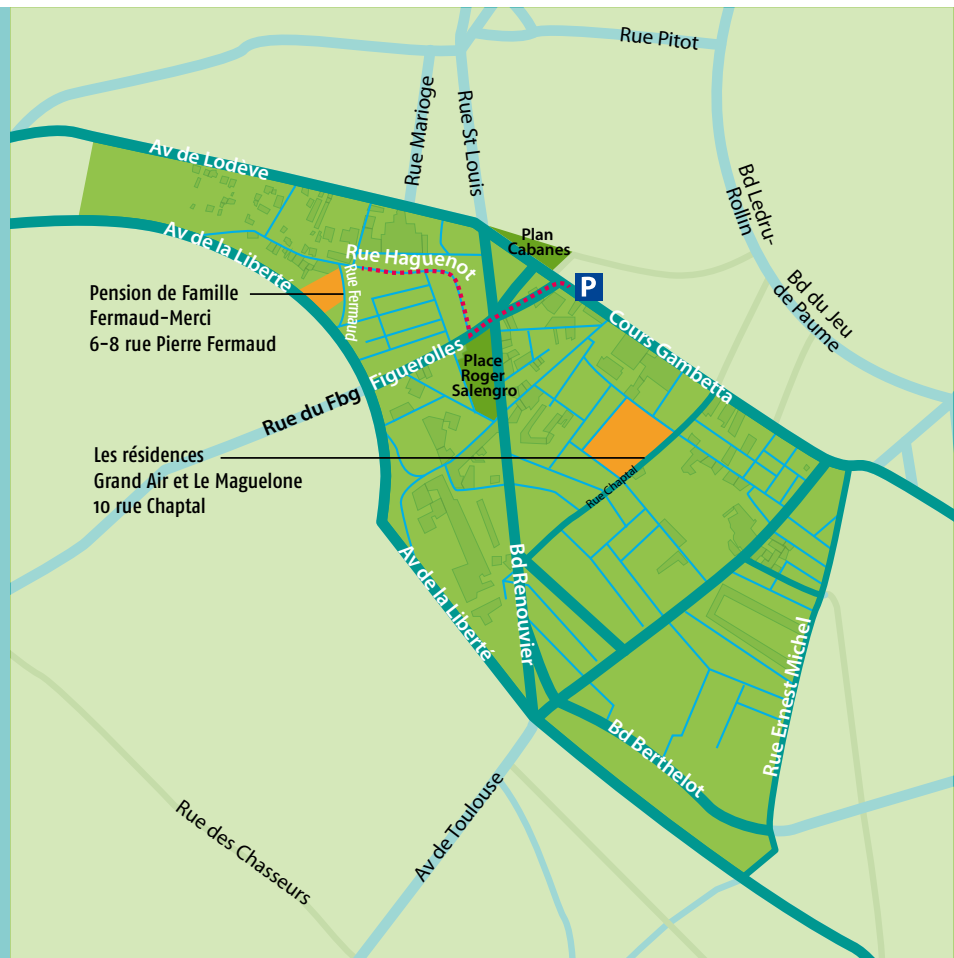 Rue Pitot
Rue Marioge
Rue St Louis
Av de Lodève
Bd Ledru-
Rollin
Plan
Cabanes
Av de la Liberté
Rue Haguenot
Rue Fermaud
P
Bd du Jeu
de Paume
Pension de Famille
Fermaud-Merci
6-8 rue Pierre Fermaud
Cours Gambetta
Place
Roger
Salengro
Rue du Fbg Figuerolles
Les résidences
Grand Air et Le Maguelone
10 rue Chaptal
Rue Chaptal
Av de la Liberté
Bd Renouvier
Rue Ernest Michel
Bd Berthelot
Av de Toulouse
Rue des Chasseurs